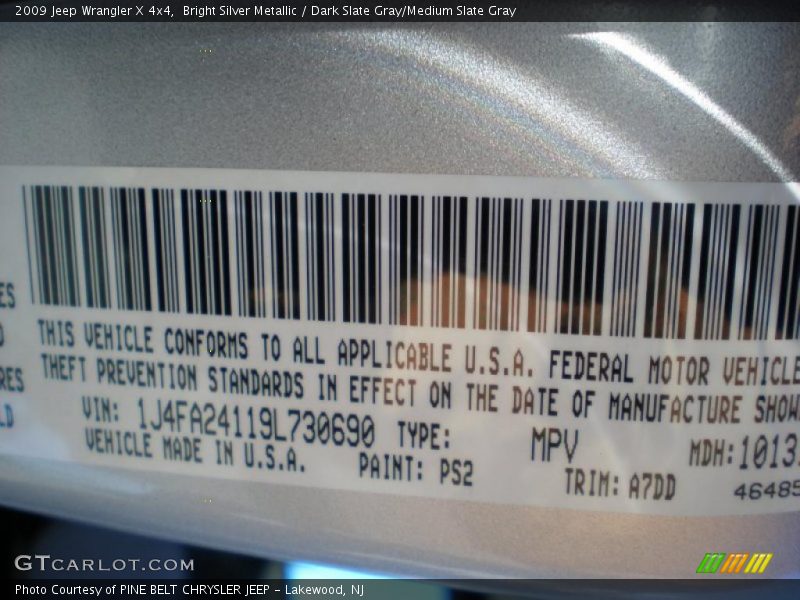 2009 Jeep Wrangler X 4x4, Bright Silver Metallic / Dark Slate Gray/Medium Slate Gray
THIS VEHICLE CONFORMS TO ALL APPLICABLE U.S.A. FEDERAL MOTOR VEHICLE
THEFT PREVENTION STANDARDS IN EFFECT ON THE DATE OF MANUFACTURE SHOW
VIN: 1J4FA24119L730690 TYPE: MPV MDH: 1013
VEHICLE MADE IN U.S.A. PAINT: PS2 TRIM: A7DD 46485
GTCARLOT.COM
Photo Courtesy of PINE BELT CHRYSLER JEEP - Lakewood, NJ